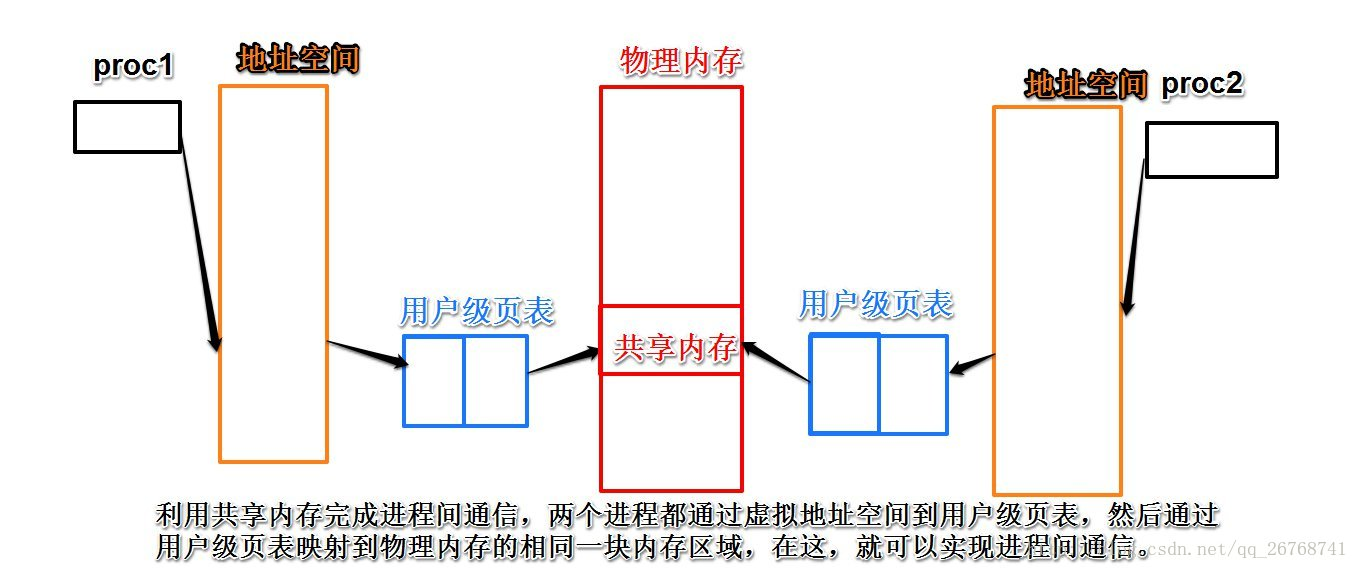 proc1 地址空间 物理内存 地址空间 proc2
用户级页表 用户级页表
共享内存
利用共享内存完成进程间通信，两个进程都通过虚拟地址空间到用户级页表，然后通过
用户级页表映射到物理内存的相同一块内存区域，在这，就可以实现进程间通信。
csdn.net/qq_26768741